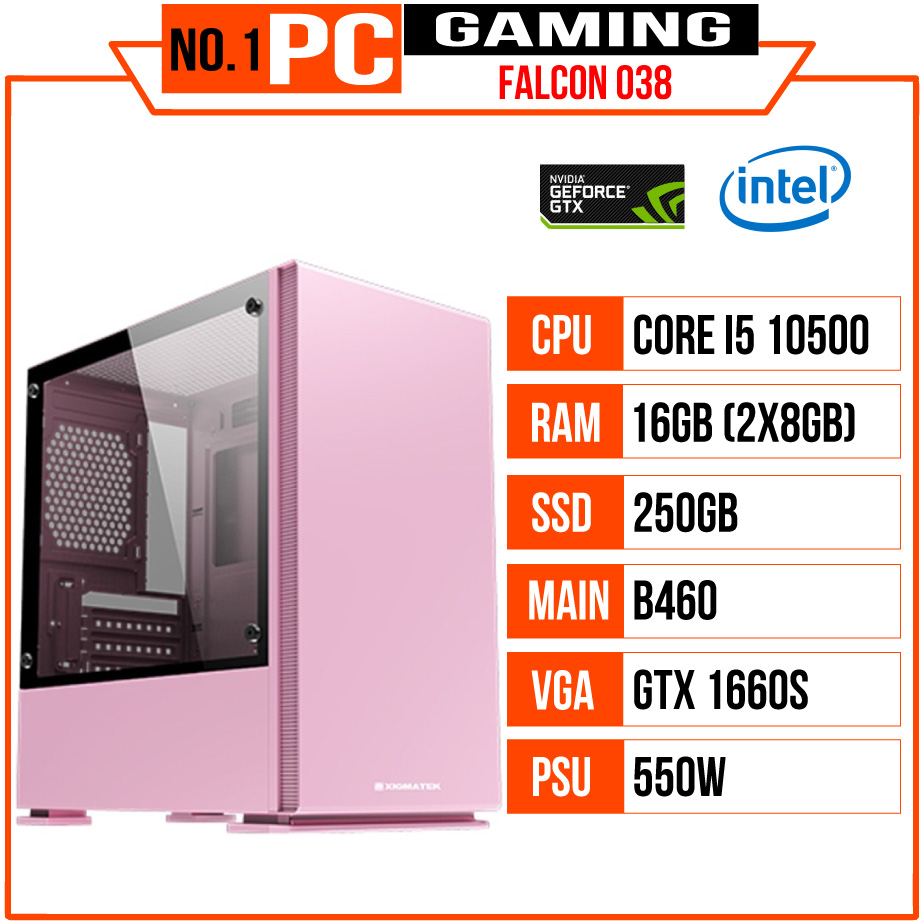 NO.1 PC GAMING
FALCON 038
NVIDIA
GEFORCE®
GTX
intel®
CPU CORE I5 10500
RAM 16GB (2X8GB)
SSD 250GB
MAIN B460
VGA GTX 1660S
PSU 550W
XIGMATEK